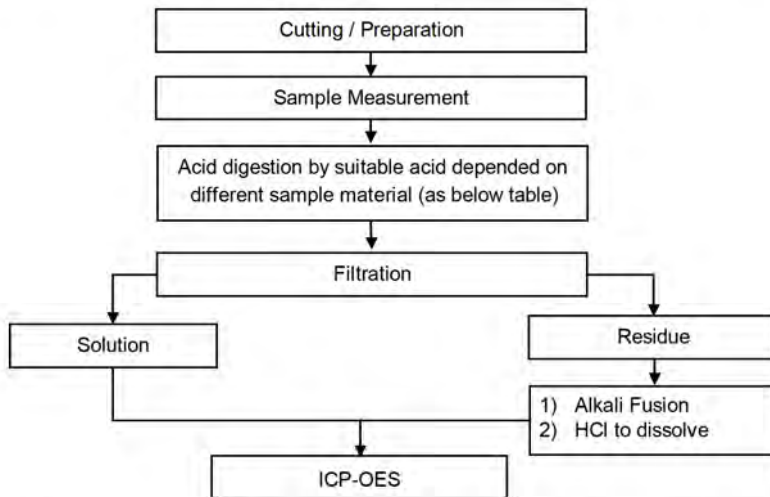 Cutting / Preparation
Sample Measurement
Acid digestion by suitable acid depended on
different sample material (as below table)
Filtration
Solution
Residue
1) Alkali Fusion
2) HCl to dissolve
ICP-OES